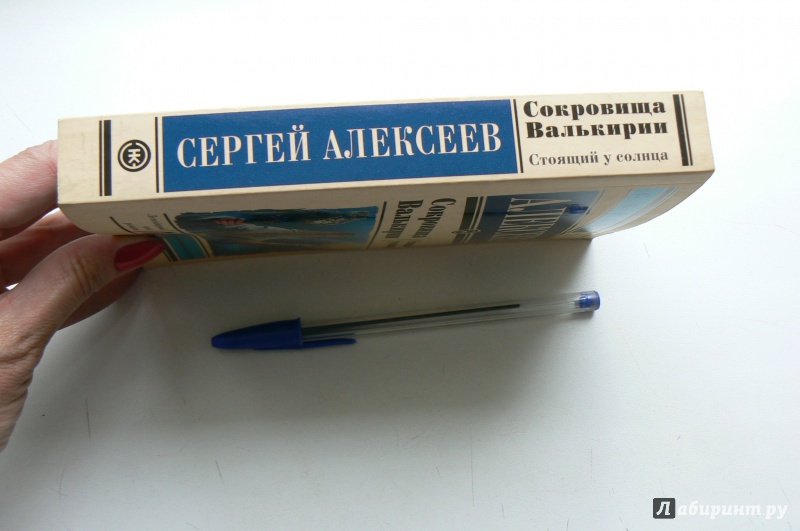 СЕРГЕЙ АЛЕКСЕЕВ
Сокровища
Валькирии
Стоящий у солнца
Лабиринт.ру